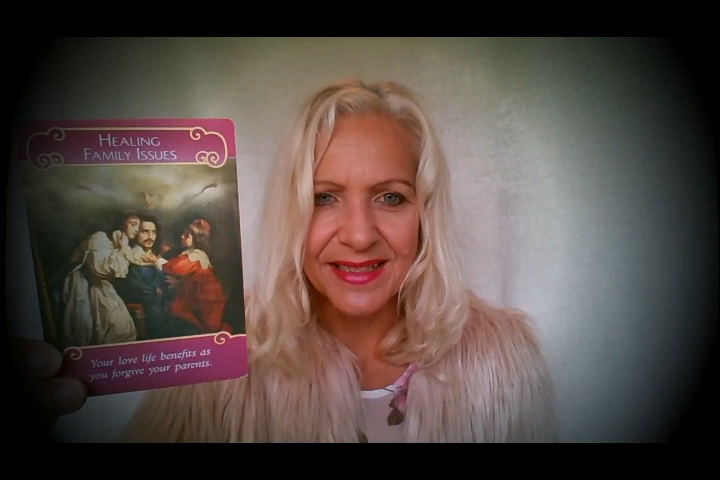 Healing
Family Issues
Your love life benefits as
you forgive your parents.